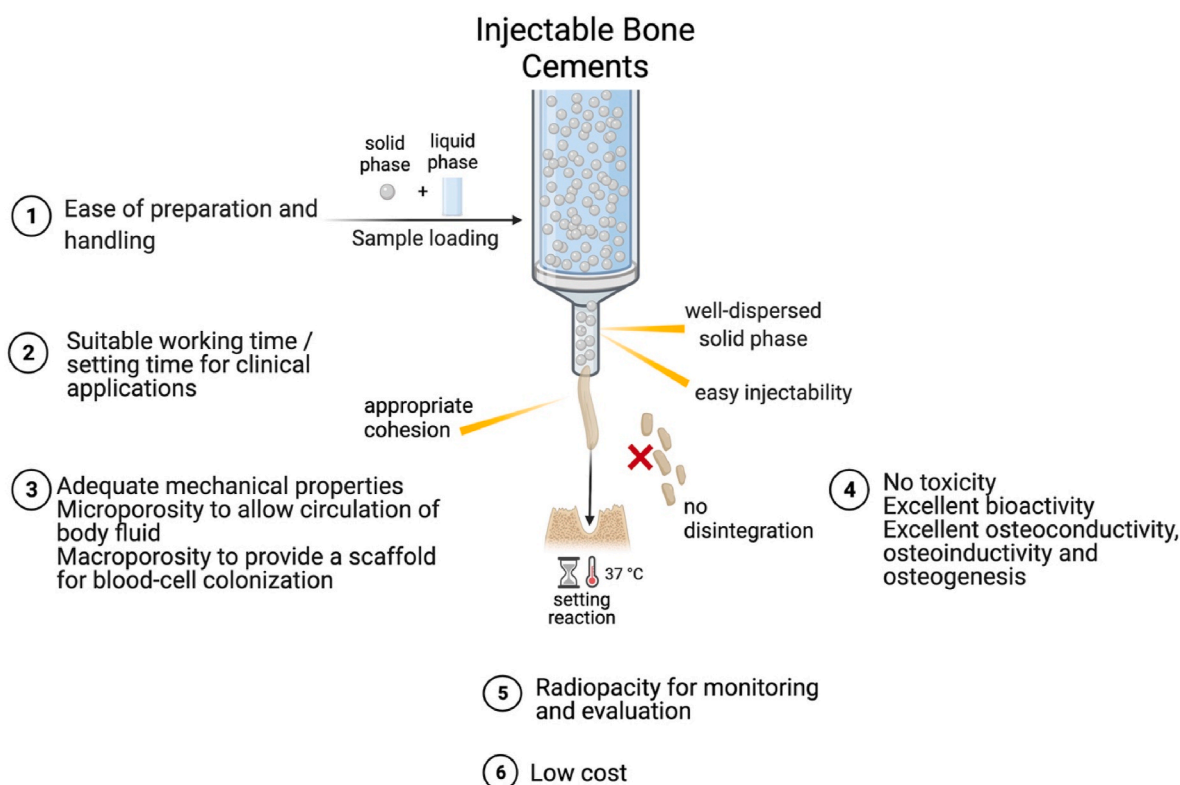 Injectable Bone
Cements
solid
phase
+
liquid
phase
Sample loading
1
Ease of preparation and
handling
well-dispersed
solid phase
easy injectability
2
Suitable working time /
setting time for clinical
applications
appropriate
cohesion
no
disintegration
3
Adequate mechanical properties
Microporosity to allow circulation of
body fluid
Macroporosity to provide a scaffold
for blood-cell colonization
4
No toxicity
Excellent bioactivity
Excellent osteoconductivity,
osteoinductivity and
osteogenesis
37 °C
setting
reaction
5
Radiopacity for monitoring
and evaluation
6
Low cost